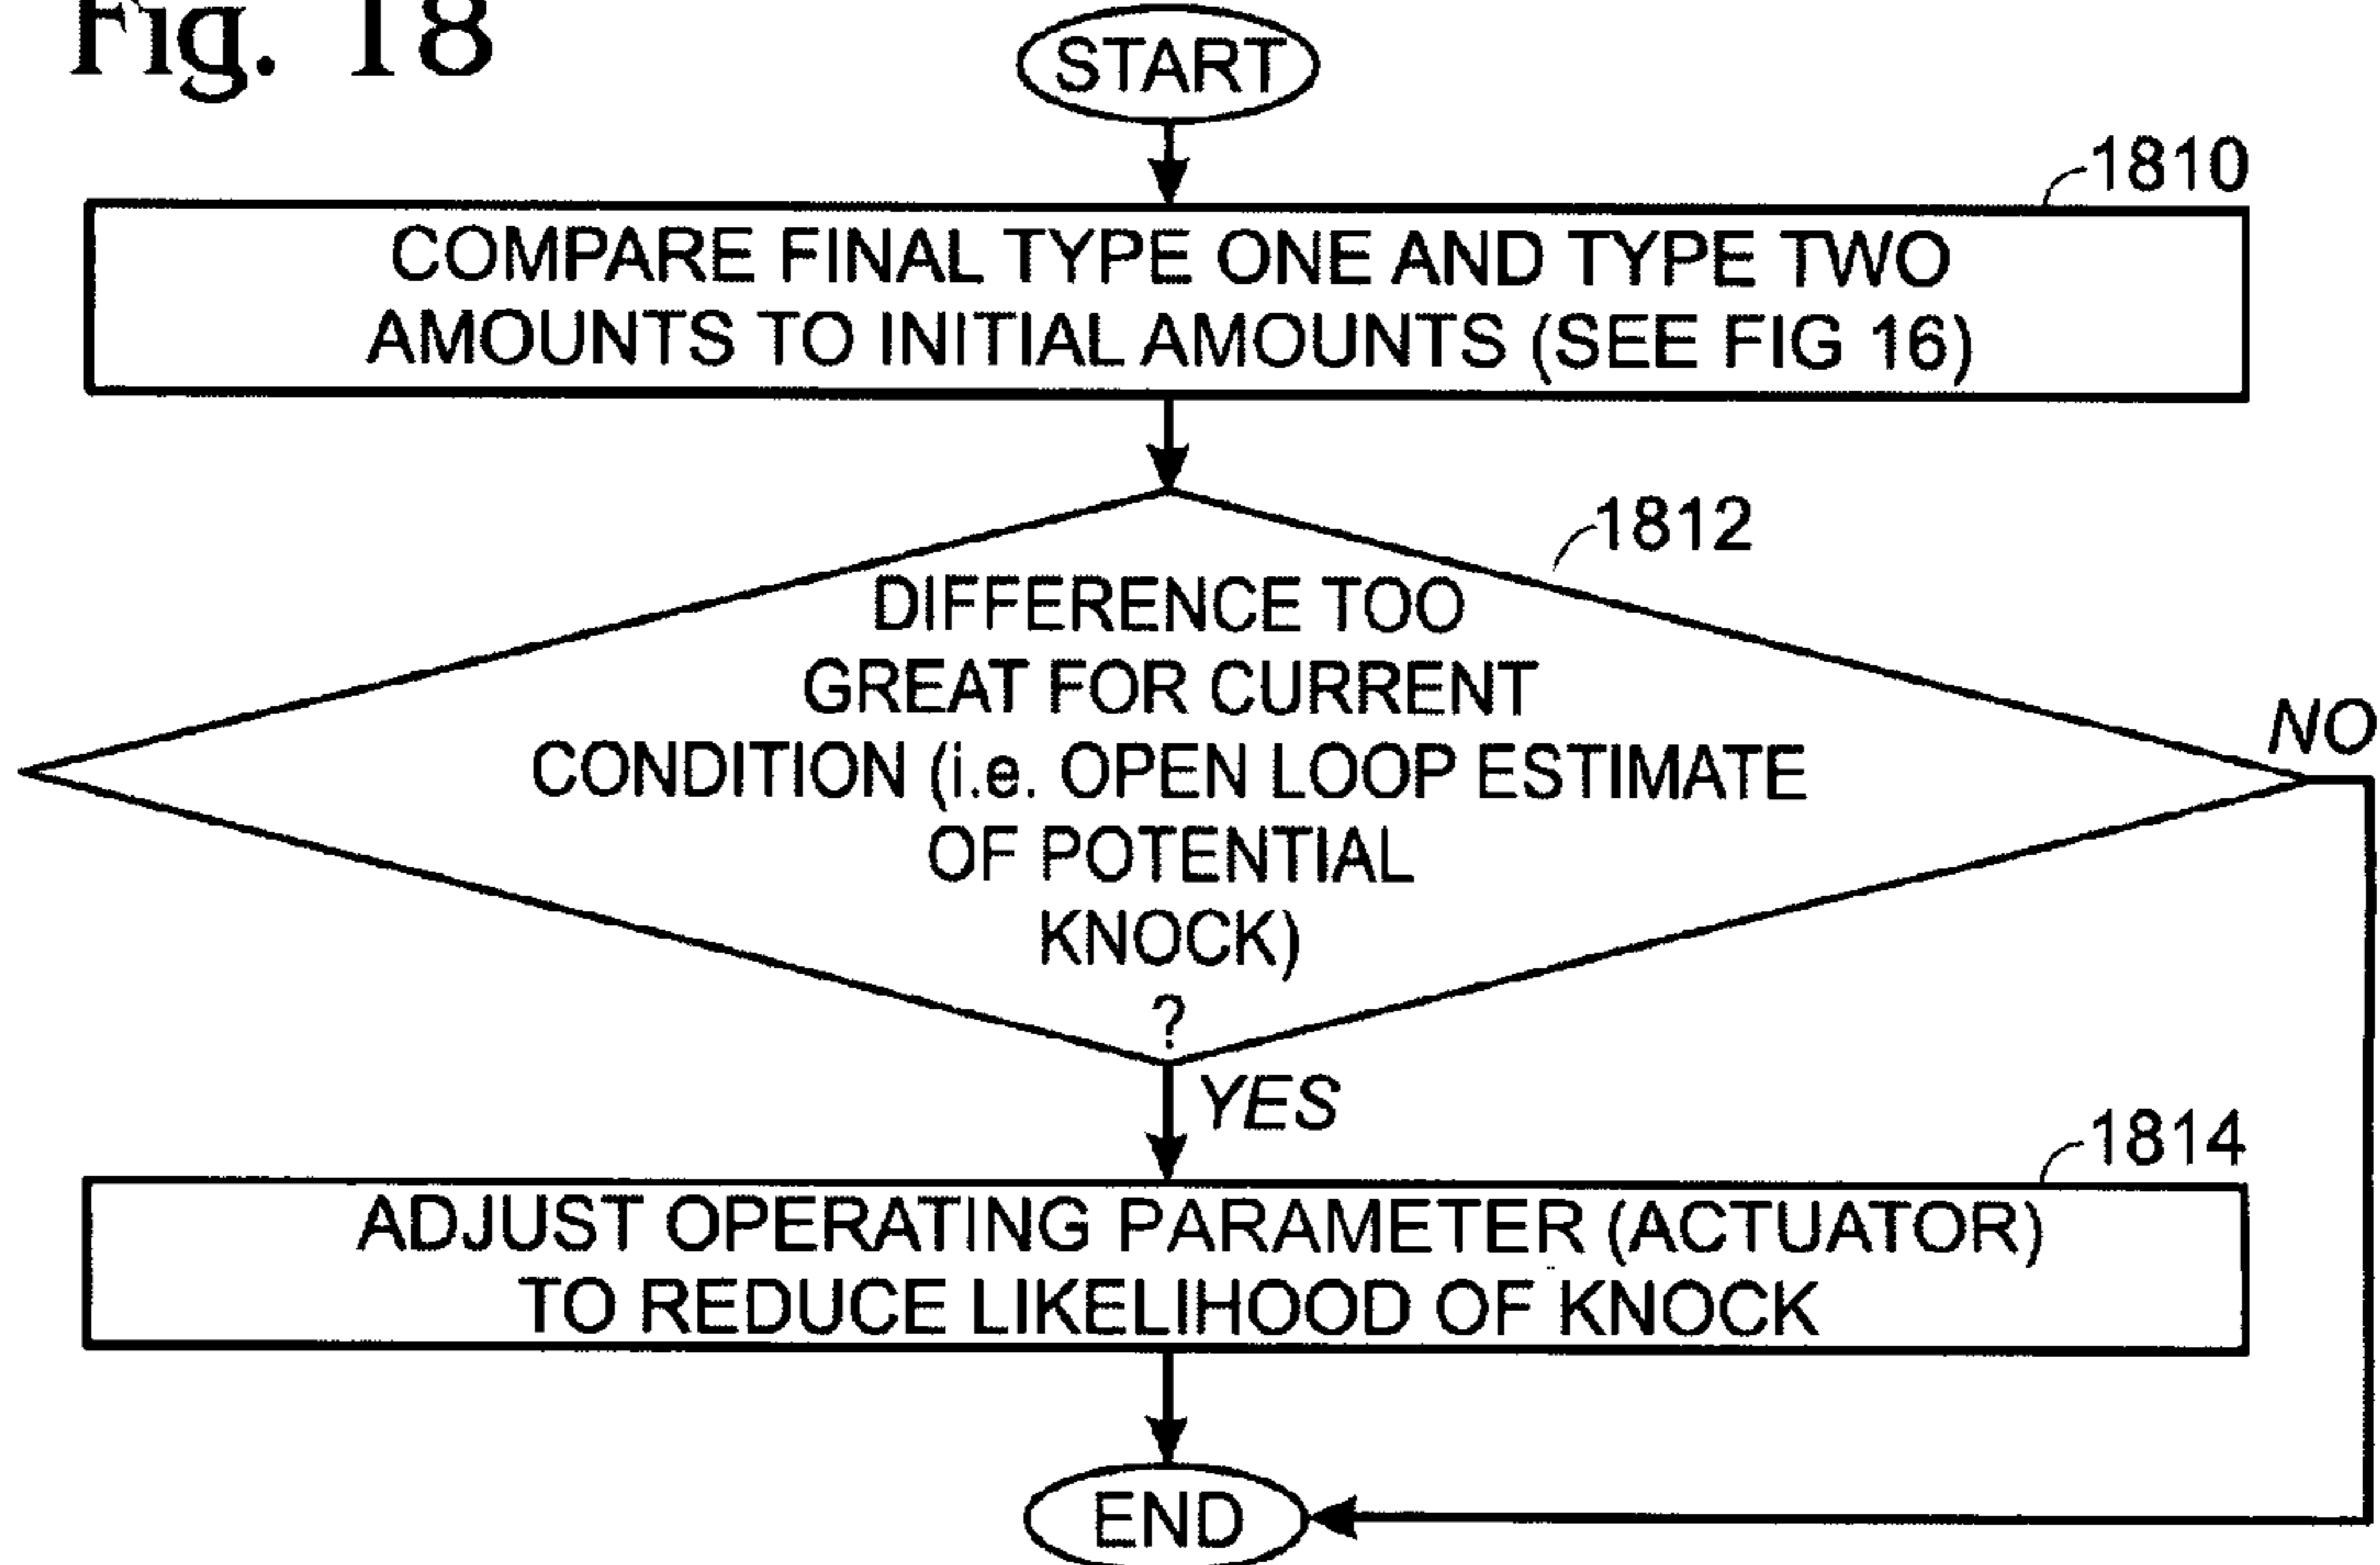 Fig. 18
START
1810
COMPARE FINAL TYPE ONE AND TYPE TWO
AMOUNTS TO INITIAL AMOUNTS (SEE FIG 16)
1812
DIFFERENCE TOO
GREAT FOR CURRENT
CONDITION (i.e. OPEN LOOP ESTIMATE
OF POTENTIAL
KNOCK)
?
NO
YES
1814
ADJUST OPERATING PARAMETER (ACTUATOR)
TO REDUCE LIKELIHOOD OF KNOCK
END